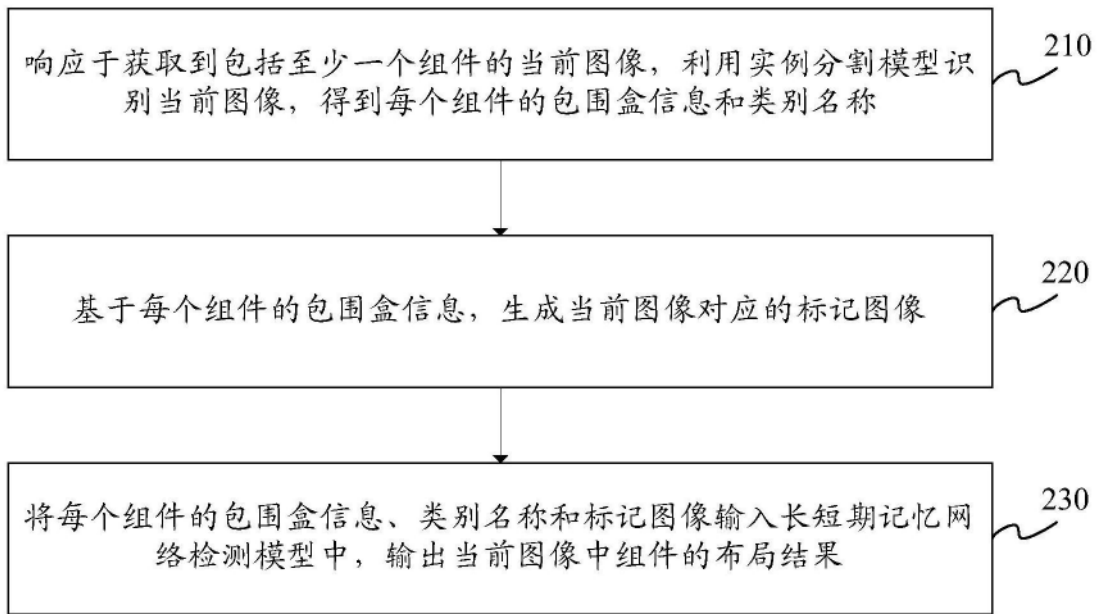 响应于获取到包括至少一个组件的当前图像，利用实例分割模型识
别当前图像，得到每个组件的包围盒信息和类别名称
210
基于每个组件的包围盒信息，生成当前图像对应的标记图像
220
将每个组件的包围盒信息、类别名称和标记图像输入长短期记忆网
络检测模型中，输出当前图像中组件的布局结果
230